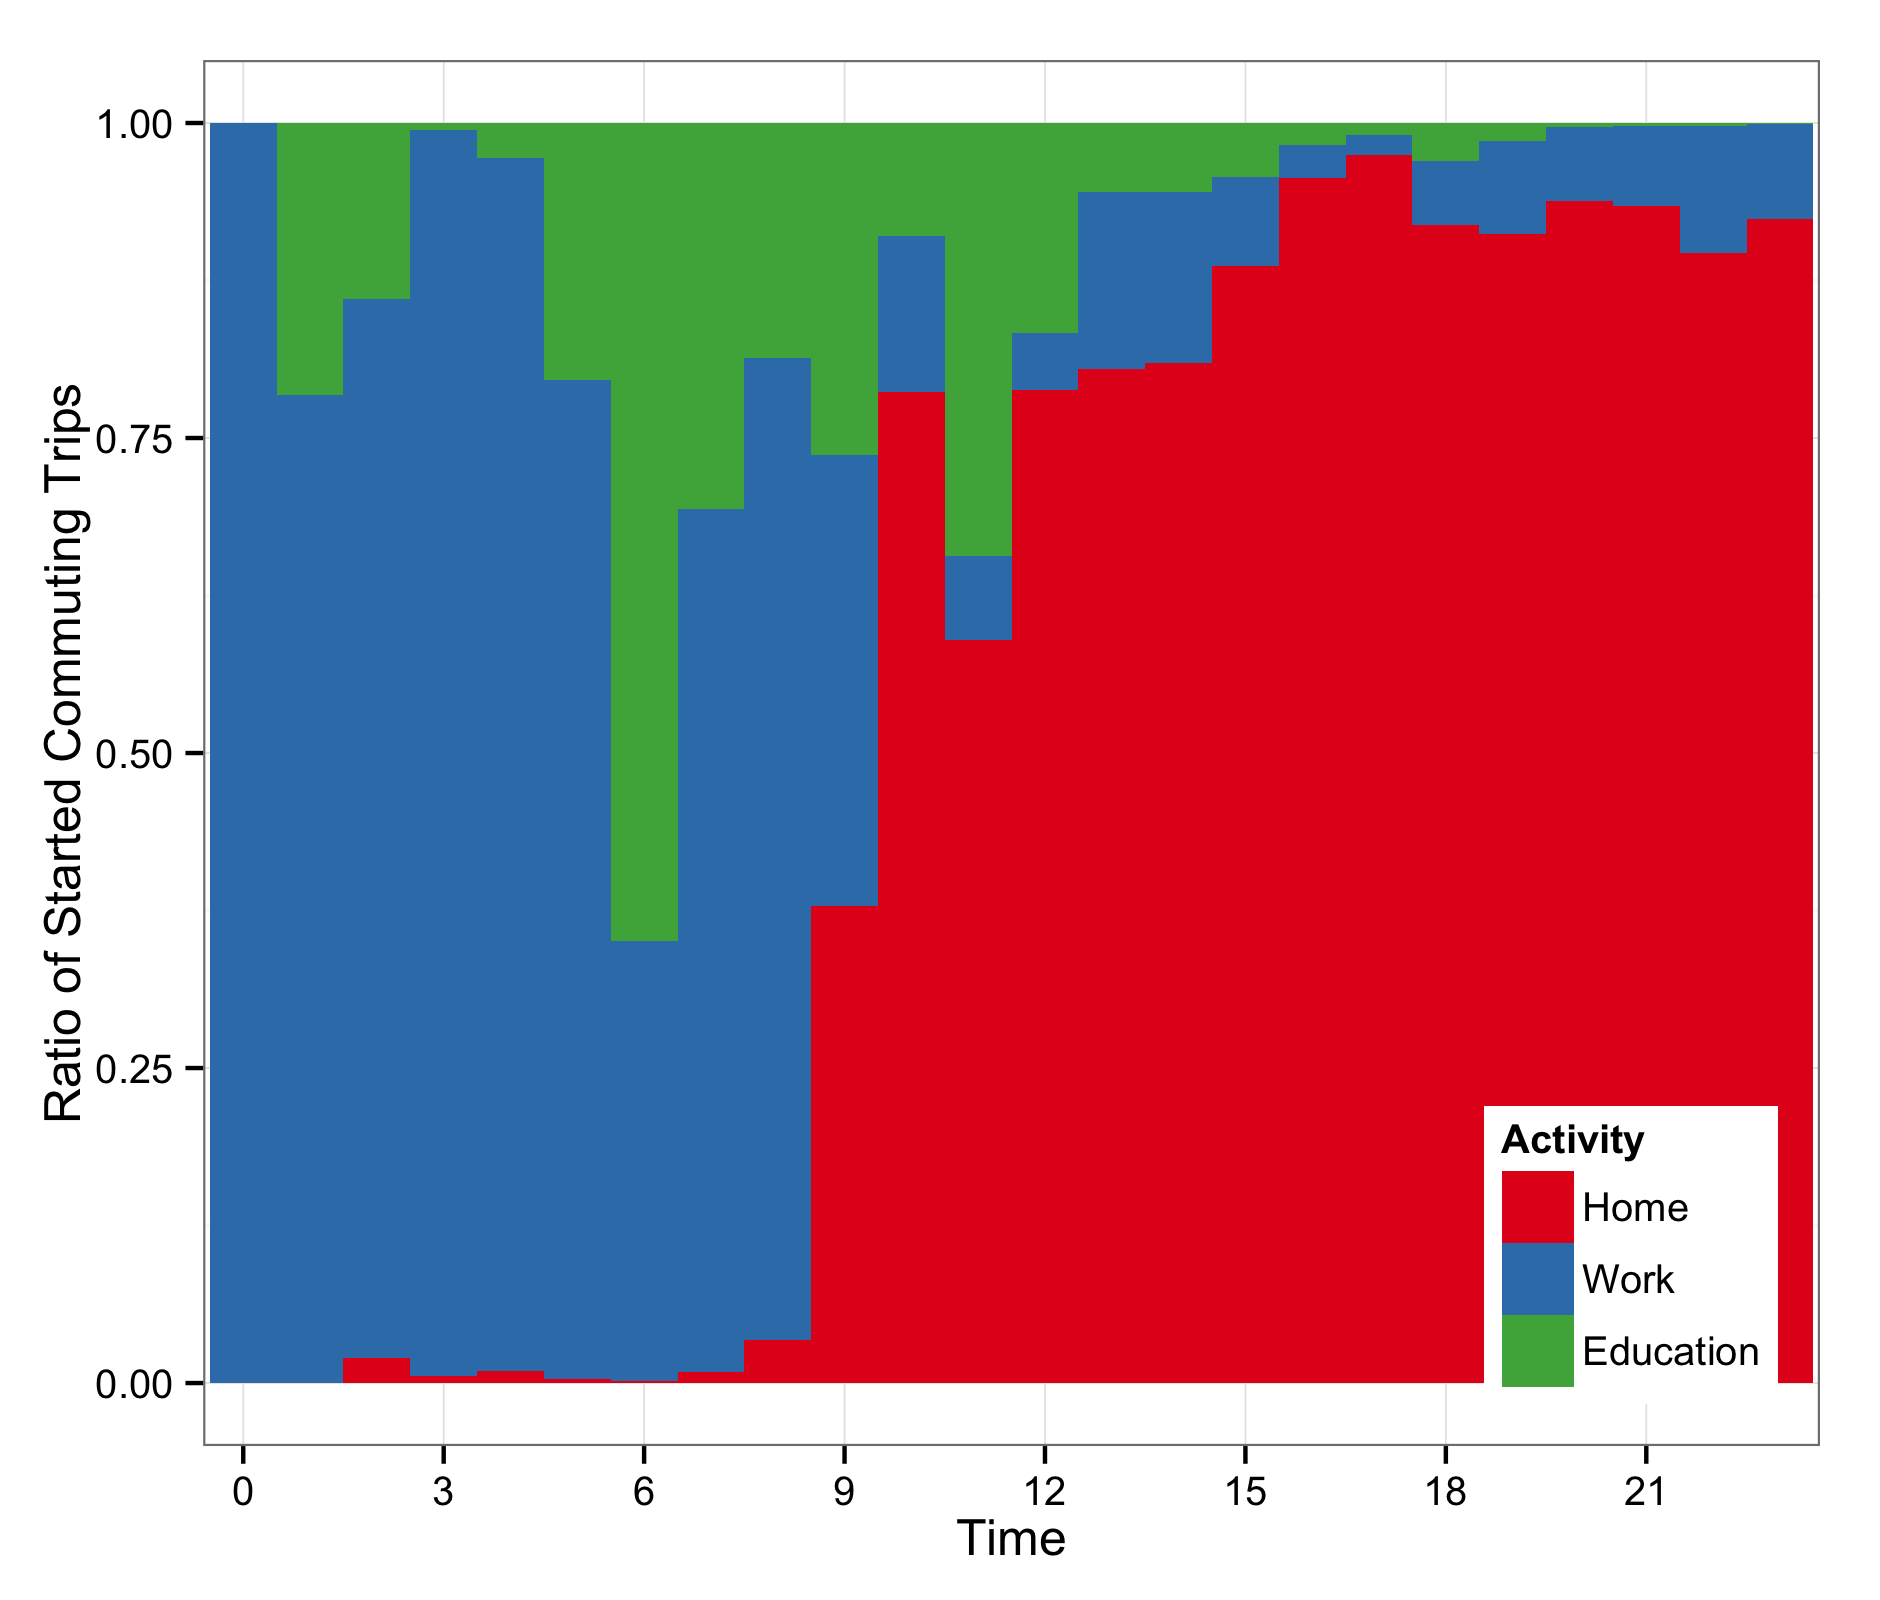 Ratio of Started Commuting Trips
1.00
0.75
0.50
0.25
0.00
Activity
Home
Work
Education
0 3 6 9 12 15 18 21
Time